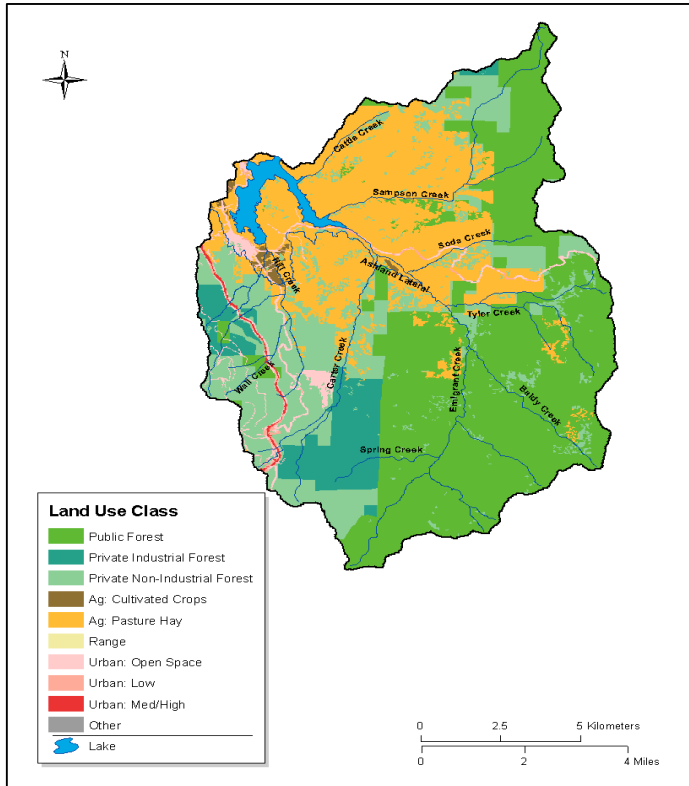 N
Cattle Creek
Sampson Creek
Soda Creek
Hill Creek
Ashland Lateral
Tyler Creek
Wall Creek
Carter Creek
Emigrant Creek
Baldy Creek
Spring Creek
Land Use Class
Public Forest
Private Industrial Forest
Private Non-Industrial Forest
Ag: Cultivated Crops
Ag: Pasture Hay
Range
Urban: Open Space
Urban: Low
Urban: Med/High
Other
Lake
0 2.5 5 Kilometers
0 2 4 Miles